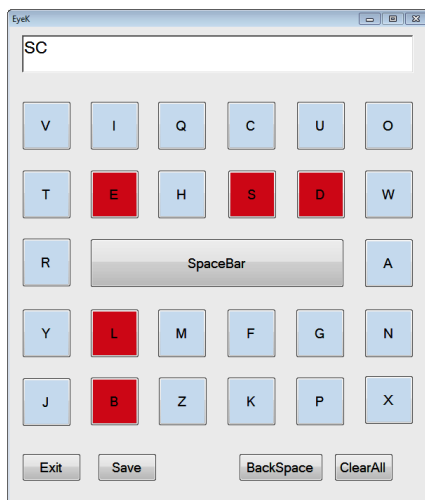 EyeK
SC
V I Q C U O
T E H S D W
R SpaceBar A
Y L M F G N
J B Z K P X
Exit Save BackSpace ClearAll